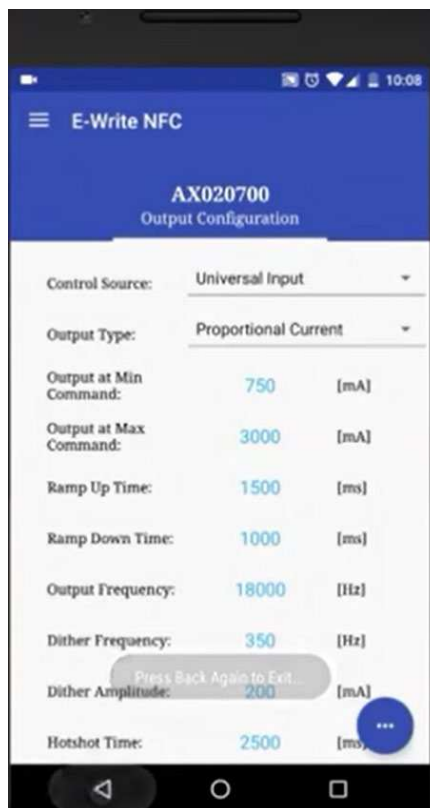 10:08
E-Write NFC
AX020700
Output Configuration
Control Source: Universal Input
Output Type: Proportional Current
Output at Min
Command: 750 [mA]
Output at Max
Command: 3000 [mA]
Ramp Up Time: 1500 [ms]
Ramp Down Time: 1000 [ms]
Output Frequency: 18000 [Hz]
Dither Frequency: 350 [Hz]
Press Back Again to Exit...
Dither Amplitude: 200 [mA]
Hotshot Time: 2500 [ms]